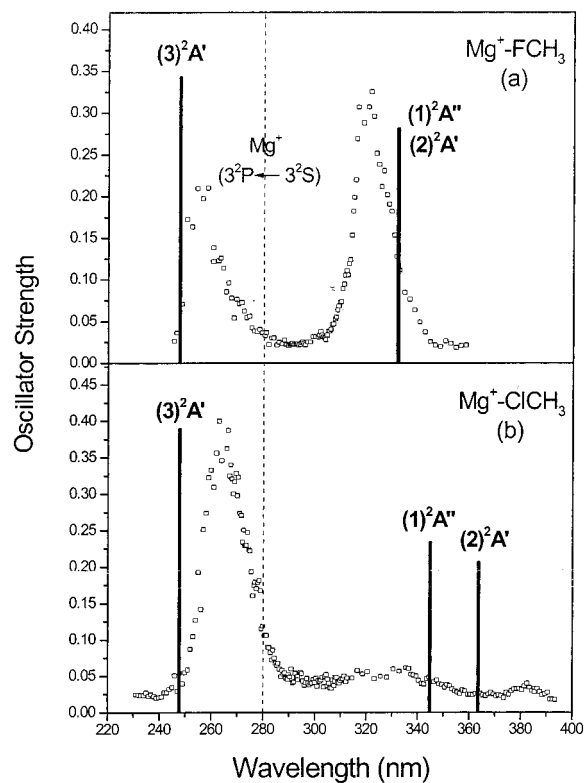 0.40
0.35
0.30
0.25
0.20
0.15
0.10
0.05
0.00
(3)²A'
Mg⁺-FCH₃
(a)
(1)²A"
(2)²A'
Mg⁺
(3²P ← 3²S)
Oscillator Strength
0.45
0.40
0.35
0.30
0.25
0.20
0.15
0.10
0.05
0.00
(3)²A'
Mg⁺-ClCH₃
(b)
(1)²A"
(2)²A'
220 240 260 280 300 320 340 360 380 400
Wavelength (nm)